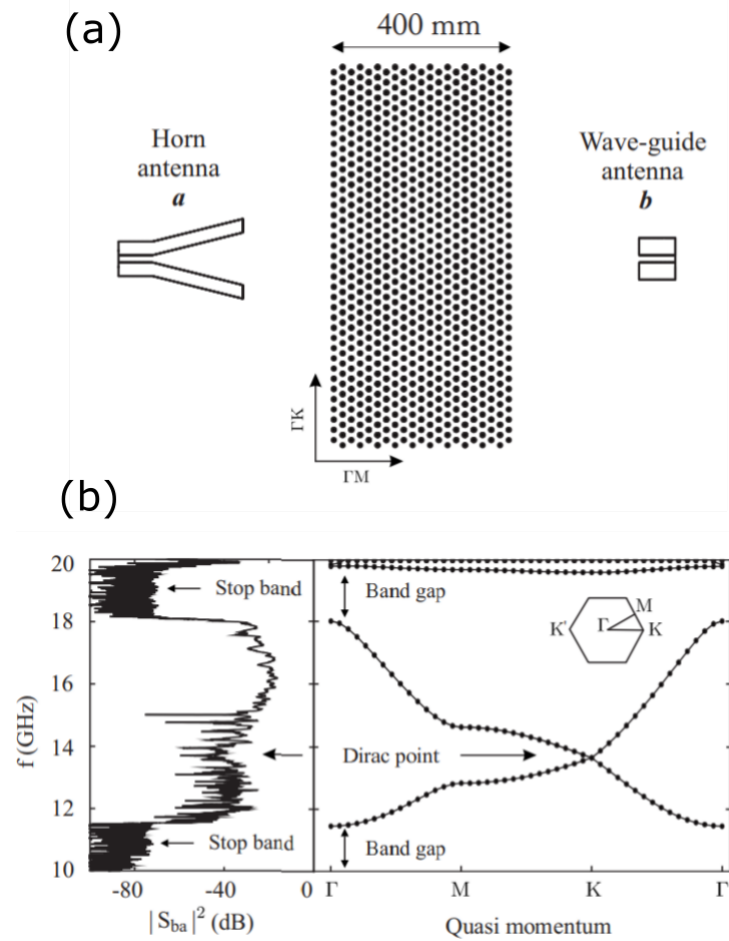 (a)
400 mm
Horn
antenna
a
Wave-guide
antenna
b
ΓK
ΓM
(b)
20
18
16
14
12
10
f (GHz)
Stop band
Stop band
-80
-40
0
|S_ba|² (dB)
Band gap
Dirac point
Band gap
K'
Γ
M
K
Γ
M
K
Γ
Quasi momentum